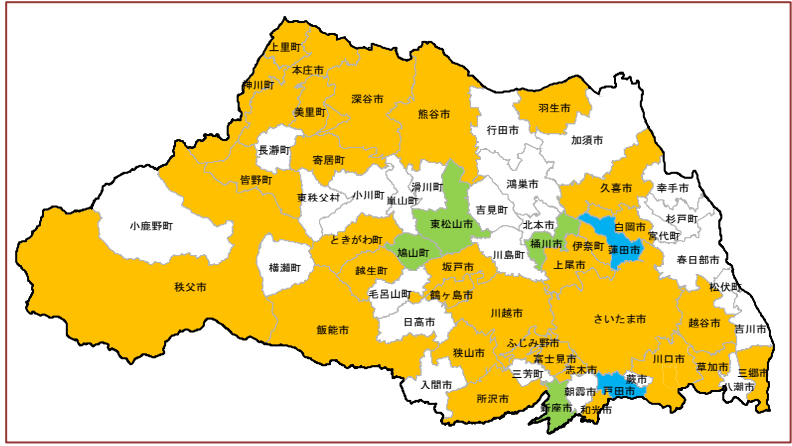 上里町
本庄市
神川町
美里町
深谷市
熊谷市
羽生市
行田市
加須市
長瀞町
寄居町
皆野町
小鹿野町
東秩父村
小川町
嵐山町
滑川町
吉見町
鴻巣市
久喜市
幸手市
杉戸町
宮代町
白岡市
北本市
東松山市
桶川市
伊奈町
蓮田市
春日部市
ときがわ町
鳩山町
川島町
上尾市
横瀬町
越生町
坂戸市
松伏町
秩父市
毛呂山町
鶴ヶ島市
川越市
さいたま市
越谷市
吉川市
飯能市
日高市
ふじみ野市
狭山市
富士見市
川口市
草加市
三郷市
入間市
三芳町
志木市
蕨市
八潮市
所沢市
朝霞市
戸田市
新座市
和光市